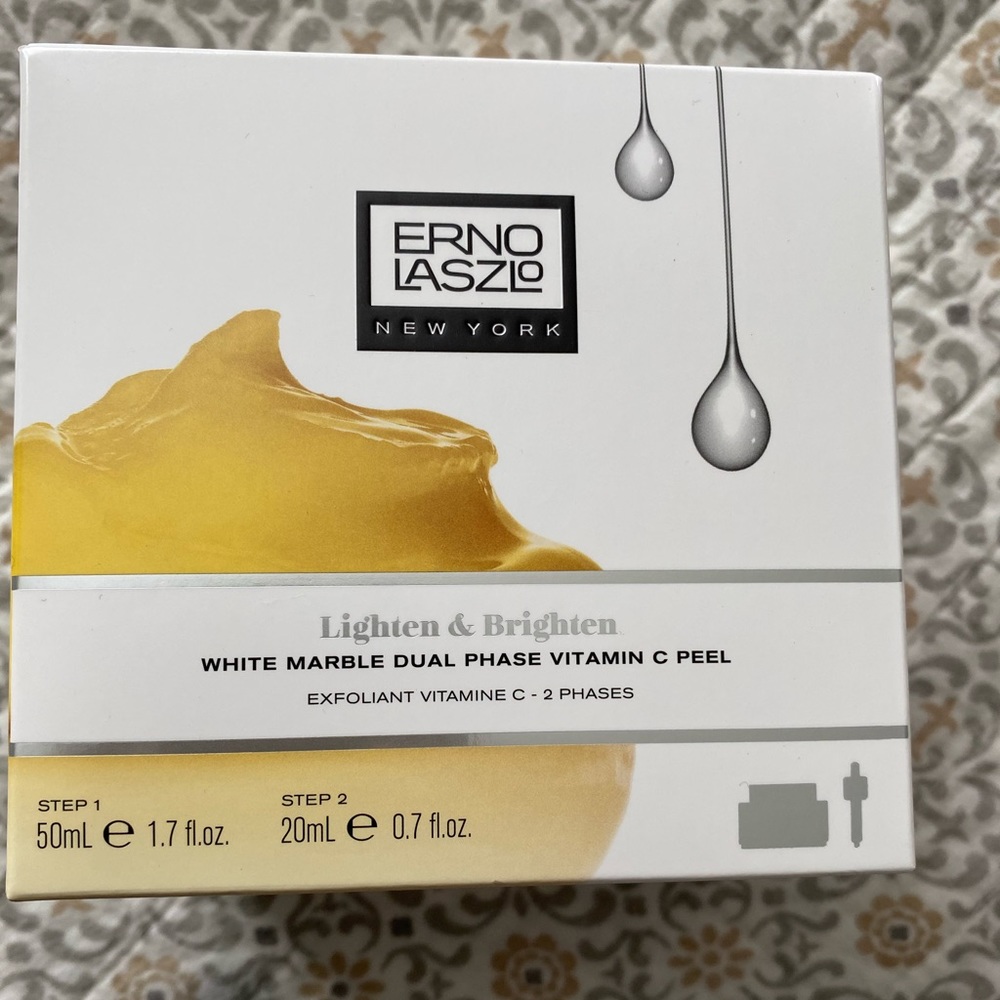 ERNO
LASZLO
NEW YORK
Lighten & Brighten
WHITE MARBLE DUAL PHASE VITAMIN C PEEL
EXFOLIANT VITAMINE C - 2 PHASES
STEP 1
50mL ℮ 1.7 fl.oz.
STEP 2
20mL ℮ 0.7 fl.oz.